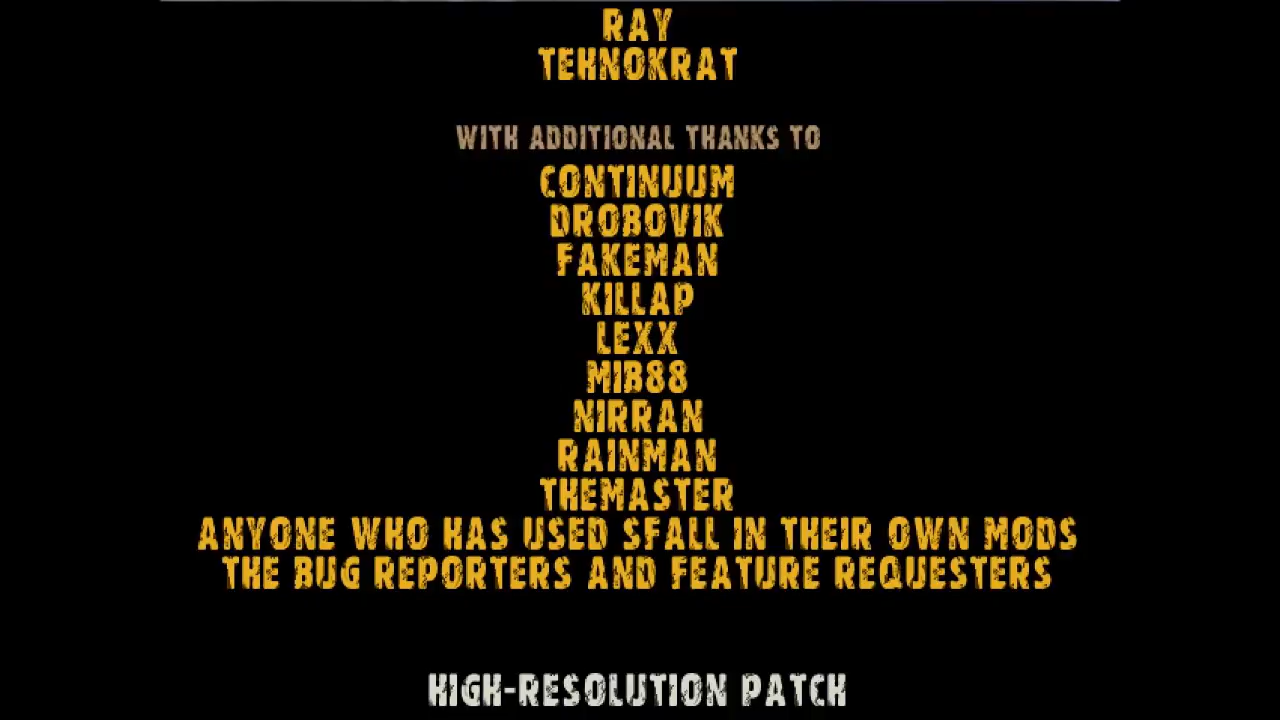 RAY
TEHNOKRAT
WITH ADDITIONAL THANKS TO
CONTINUUM
DROBOVIK
FAKEMAN
KILLAP
LEXX
MIB88
NIRRAN
RAINMAN
THEMASTER
ANYONE WHO HAS USED SFALL IN THEIR OWN MODS
THE BUG REPORTERS AND FEATURE REQUESTERS
HIGH-RESOLUTION PATCH